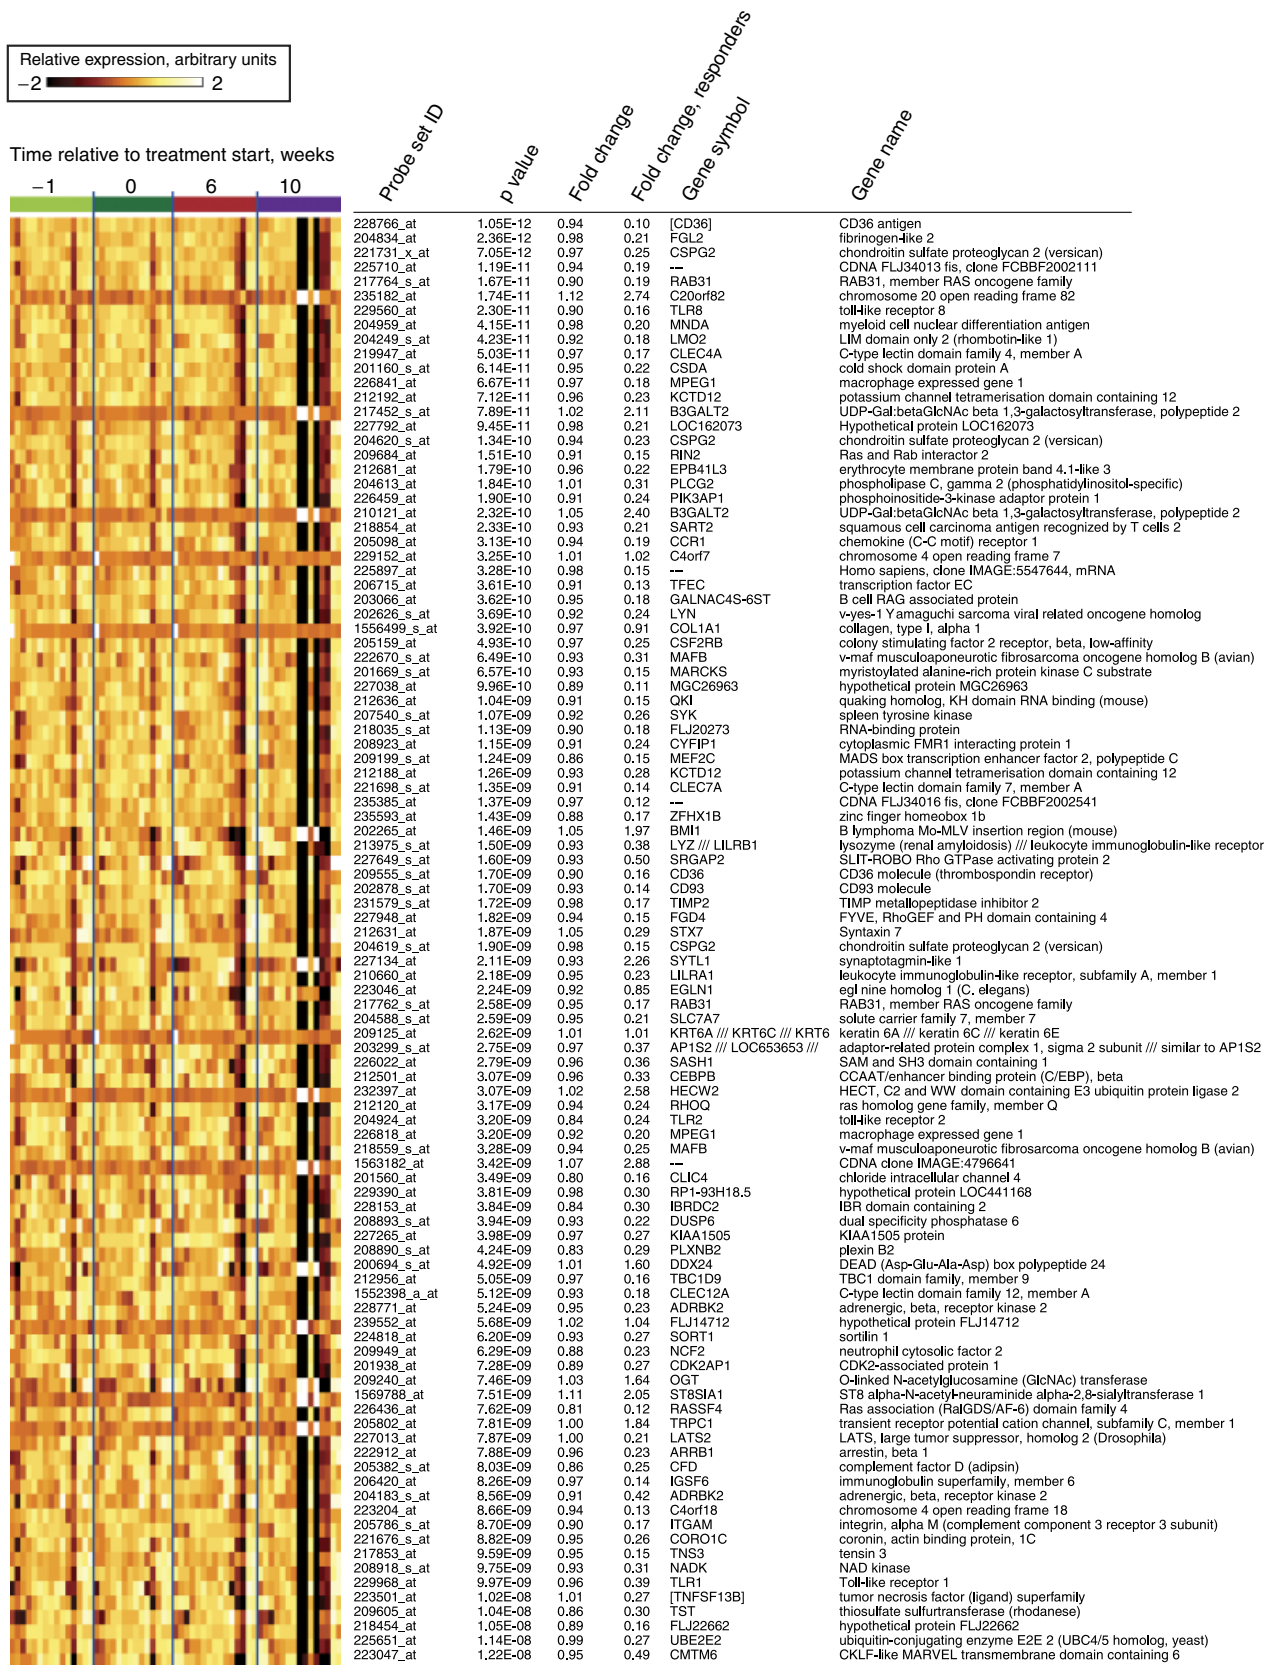 Relative expression, arbitrary units
−2 2
Time relative to treatment start, weeks
−1 0 6 10
Probe set ID p value Fold change Fold change, responders Gene symbol Gene name
228766_at 1.05E-12 0.94 0.10 [CD36] CD36 antigen
204834_at 2.36E-12 0.98 0.21 FGL2 fibrinogen-like 2
221731_x_at 7.05E-12 0.97 0.25 CSPG2 chondroitin sulfate proteoglycan 2 (versican)
225710_at 1.19E-11 0.94 0.19 --- CDNA FLJ34013 fis, clone FCBBF2002111
217764_s_at 1.67E-11 0.90 0.19 RAB31 RAB31, member RAS oncogene family
235182_at 1.74E-11 1.12 2.74 C20orf82 chromosome 20 open reading frame 82
229560_at 2.30E-11 0.90 0.16 TLR8 toll-like receptor 8
204959_at 4.15E-11 0.98 0.20 MNDA myeloid cell nuclear differentiation antigen
204249_s_at 4.23E-11 0.92 0.18 LMO2 LIM domain only 2 (rhombotin-like 1)
219947_at 5.03E-11 0.97 0.17 CLEC4A C-type lectin domain family 4, member A
201160_s_at 6.14E-11 0.95 0.22 CSDA cold shock domain protein A
226841_at 6.67E-11 0.97 0.18 MPEG1 macrophage expressed gene 1
212192_at 7.12E-11 0.96 0.23 KCTD12 potassium channel tetramerisation domain containing 12
217452_s_at 7.89E-11 1.02 2.11 B3GALT2 UDP-Gal:betaGlcNAc beta 1,3-galactosyltransferase, polypeptide 2
227792_at 9.45E-11 0.98 0.21 LOC162073 Hypothetical protein LOC162073
204620_s_at 1.34E-10 0.94 0.23 CSPG2 chondroitin sulfate proteoglycan 2 (versican)
209684_at 1.51E-10 0.91 0.15 RIN2 Ras and Rab interactor 2
212681_at 1.79E-10 0.96 0.22 EPB41L3 erythrocyte membrane protein band 4.1-like 3
204613_at 1.84E-10 1.01 0.31 PLCG2 phospholipase C, gamma 2 (phosphatidylinositol-specific)
226459_at 1.90E-10 0.91 0.24 PIK3AP1 phosphoinositide-3-kinase adaptor protein 1
210121_at 2.32E-10 1.05 2.40 B3GALT2 UDP-Gal:betaGlcNAc beta 1,3-galactosyltransferase, polypeptide 2
218854_at 2.33E-10 0.93 0.21 SART2 squamous cell carcinoma antigen recognized by T cells 2
205098_at 3.13E-10 0.94 0.19 CCR1 chemokine (C-C motif) receptor 1
229152_at 3.25E-10 1.01 1.02 C4orf7 chromosome 4 open reading frame 7
225897_at 3.28E-10 0.98 0.15 --- Homo sapiens, clone IMAGE:5547644, mRNA
206715_at 3.61E-10 0.91 0.13 TFEC transcription factor EC
203066_at 3.62E-10 0.95 0.18 GALNAC4S-6ST B cell RAG associated protein
202626_s_at 3.69E-10 0.92 0.24 LYN v-yes-1 Yamaguchi sarcoma viral related oncogene homolog
1556499_s_at 3.92E-10 0.97 0.91 COL1A1 collagen, type I, alpha 1
205159_at 4.93E-10 0.97 0.25 CSF2RB colony stimulating factor 2 receptor, beta, low-affinity
222670_s_at 6.49E-10 0.93 0.31 MAFB v-maf musculoaponeurotic fibrosarcoma oncogene homolog B (avian)
201669_s_at 6.57E-10 0.93 0.15 MARCKS myristoylated alanine-rich protein kinase C substrate
227038_at 9.96E-10 0.89 0.11 MGC26963 hypothetical protein MGC26963
212636_at 1.04E-09 0.91 0.15 QKI quaking homolog, KH domain RNA binding (mouse)
207540_s_at 1.07E-09 0.92 0.26 SYK spleen tyrosine kinase
218035_s_at 1.13E-09 0.90 0.18 FLJ20273 RNA-binding protein
208923_at 1.15E-09 0.91 0.24 CYFIP1 cytoplasmic FMR1 interacting protein 1
209199_s_at 1.24E-09 0.86 0.15 MEF2C MADS box transcription enhancer factor 2, polypeptide C
212188_at 1.26E-09 0.93 0.28 KCTD12 potassium channel tetramerisation domain containing 12
221698_s_at 1.35E-09 0.91 0.14 CLEC7A C-type lectin domain family 7, member A
235385_at 1.37E-09 0.97 0.12 --- CDNA FLJ34016 fis, clone FCBBF2002541
235593_at 1.43E-09 0.88 0.17 ZFHX1B zinc finger homeobox 1b
202265_at 1.46E-09 1.05 1.97 BMI1 B lymphoma Mo-MLV insertion region (mouse)
213975_s_at 1.50E-09 0.93 0.38 LYZ /// LILRB1 lysozyme (renal amyloidosis) /// leukocyte immunoglobulin-like receptor
227649_s_at 1.60E-09 0.93 0.50 SRGAP2 SLIT-ROBO Rho GTPase activating protein 2
209555_s_at 1.70E-09 0.90 0.16 CD36 CD36 molecule (thrombospondin receptor)
202878_s_at 1.70E-09 0.93 0.14 CD93 CD93 molecule
231579_s_at 1.72E-09 0.98 0.17 TIMP2 TIMP metallopeptidase inhibitor 2
227948_at 1.82E-09 0.94 0.15 FGD4 FYVE, RhoGEF and PH domain containing 4
212631_at 1.87E-09 1.05 0.29 STX7 Syntaxin 7
204619_s_at 1.90E-09 0.98 0.15 CSPG2 chondroitin sulfate proteoglycan 2 (versican)
227134_at 2.11E-09 0.93 2.26 SYTL1 synaptotagmin-like 1
210660_at 2.18E-09 0.95 0.23 LILRA1 leukocyte immunoglobulin-like receptor, subfamily A, member 1
223046_at 2.24E-09 0.92 0.85 EGLN1 egl nine homolog 1 (C. elegans)
217762_s_at 2.58E-09 0.95 0.17 RAB31 RAB31, member RAS oncogene family
204588_s_at 2.59E-09 0.95 0.21 SLC7A7 solute carrier family 7, member 7
209125_at 2.62E-09 1.01 1.01 KRT6A /// KRT6C /// KRT6 keratin 6A /// keratin 6C /// keratin 6E
203299_s_at 2.75E-09 0.97 0.37 AP1S2 /// LOC653653 /// adaptor-related protein complex 1, sigma 2 subunit /// similar to AP1S2
226022_at 2.79E-09 0.96 0.36 SASH1 SAM and SH3 domain containing 1
212501_at 3.07E-09 0.96 0.33 CEBPB CCAAT/enhancer binding protein (C/EBP), beta
232397_at 3.07E-09 1.02 2.58 HECW2 HECT, C2 and WW domain containing E3 ubiquitin protein ligase 2
212120_at 3.17E-09 0.94 0.24 RHOQ ras homolog gene family, member Q
204924_at 3.20E-09 0.84 0.24 TLR2 toll-like receptor 2
226818_at 3.20E-09 0.92 0.20 MPEG1 macrophage expressed gene 1
218559_s_at 3.28E-09 0.94 0.25 MAFB v-maf musculoaponeurotic fibrosarcoma oncogene homolog B (avian)
1563182_at 3.42E-09 1.07 2.88 --- CDNA clone IMAGE:4796641
201560_at 3.49E-09 0.80 0.16 CLIC4 chloride intracellular channel 4
229390_at 3.81E-09 0.98 0.30 RP1-93H18.5 hypothetical protein LOC441168
228153_at 3.84E-09 0.84 0.30 IBRDC2 IBR domain containing 2
208893_s_at 3.94E-09 0.93 0.22 DUSP6 dual specificity phosphatase 6
227265_at 3.98E-09 0.97 0.27 KIAA1505 KIAA1505 protein
208890_s_at 4.24E-09 0.83 0.29 PLXNB2 plexin B2
200694_s_at 4.92E-09 1.01 1.60 DDX24 DEAD (Asp-Glu-Ala-Asp) box polypeptide 24
212956_at 5.05E-09 0.97 0.16 TBC1D9 TBC1 domain family, member 9
1552398_a_at 5.12E-09 0.93 0.18 CLEC12A C-type lectin domain family 12, member A
228771_at 5.24E-09 0.95 0.23 ADRBK2 adrenergic, beta, receptor kinase 2
239552_at 5.68E-09 1.02 1.04 FLJ14712 hypothetical protein FLJ14712
224818_at 6.20E-09 0.93 0.27 SORT1 sortilin 1
209949_at 6.29E-09 0.88 0.23 NCF2 neutrophil cytosolic factor 2
201938_at 7.28E-09 0.89 0.27 CDK2AP1 CDK2-associated protein 1
209240_at 7.46E-09 1.03 1.64 OGT O-linked N-acetylglucosamine (GlcNAc) transferase
1569788_at 7.51E-09 1.11 2.05 ST8SIA1 ST8 alpha-N-acetyl-neuraminide alpha-2,8-sialyltransferase 1
226436_at 7.62E-09 0.81 0.12 RASSF4 Ras association (RalGDS/AF-6) domain family 4
205802_at 7.81E-09 1.00 1.84 TRPC1 transient receptor potential cation channel, subfamily C, member 1
227013_at 7.87E-09 1.00 0.21 LATS2 LATS, large tumor suppressor, homolog 2 (Drosophila)
222912_at 7.88E-09 0.96 0.23 ARRB1 arrestin, beta 1
205382_s_at 8.03E-09 0.86 0.25 CFD complement factor D (adipsin)
206420_at 8.26E-09 0.97 0.14 IGSF6 immunoglobulin superfamily, member 6
204183_s_at 8.56E-09 0.91 0.42 ADRBK2 adrenergic, beta, receptor kinase 2
223204_at 8.66E-09 0.94 0.13 C4orf18 chromosome 4 open reading frame 18
205786_s_at 8.70E-09 0.90 0.17 ITGAM integrin, alpha M (complement component 3 receptor 3 subunit)
221676_s_at 8.82E-09 0.95 0.26 CORO1C coronin, actin binding protein, 1C
217853_at 9.59E-09 0.95 0.15 TNS3 tensin 3
208918_s_at 9.75E-09 0.93 0.31 NADK NAD kinase
229968_at 9.97E-09 0.96 0.39 TLR1 Toll-like receptor 1
223501_at 1.02E-08 1.01 0.27 [TNFSF13B] tumor necrosis factor (ligand) superfamily
209605_at 1.04E-08 0.86 0.30 TST thiosulfate sulfurtransferase (rhodanese)
218454_at 1.05E-08 0.89 0.16 FLJ22662 hypothetical protein FLJ22662
225651_at 1.14E-08 0.99 0.27 UBE2E2 ubiquitin-conjugating enzyme E2E 2 (UBC4/5 homolog, yeast)
223047_at 1.22E-08 0.95 0.49 CMTM6 CKLF-like MARVEL transmembrane domain containing 6